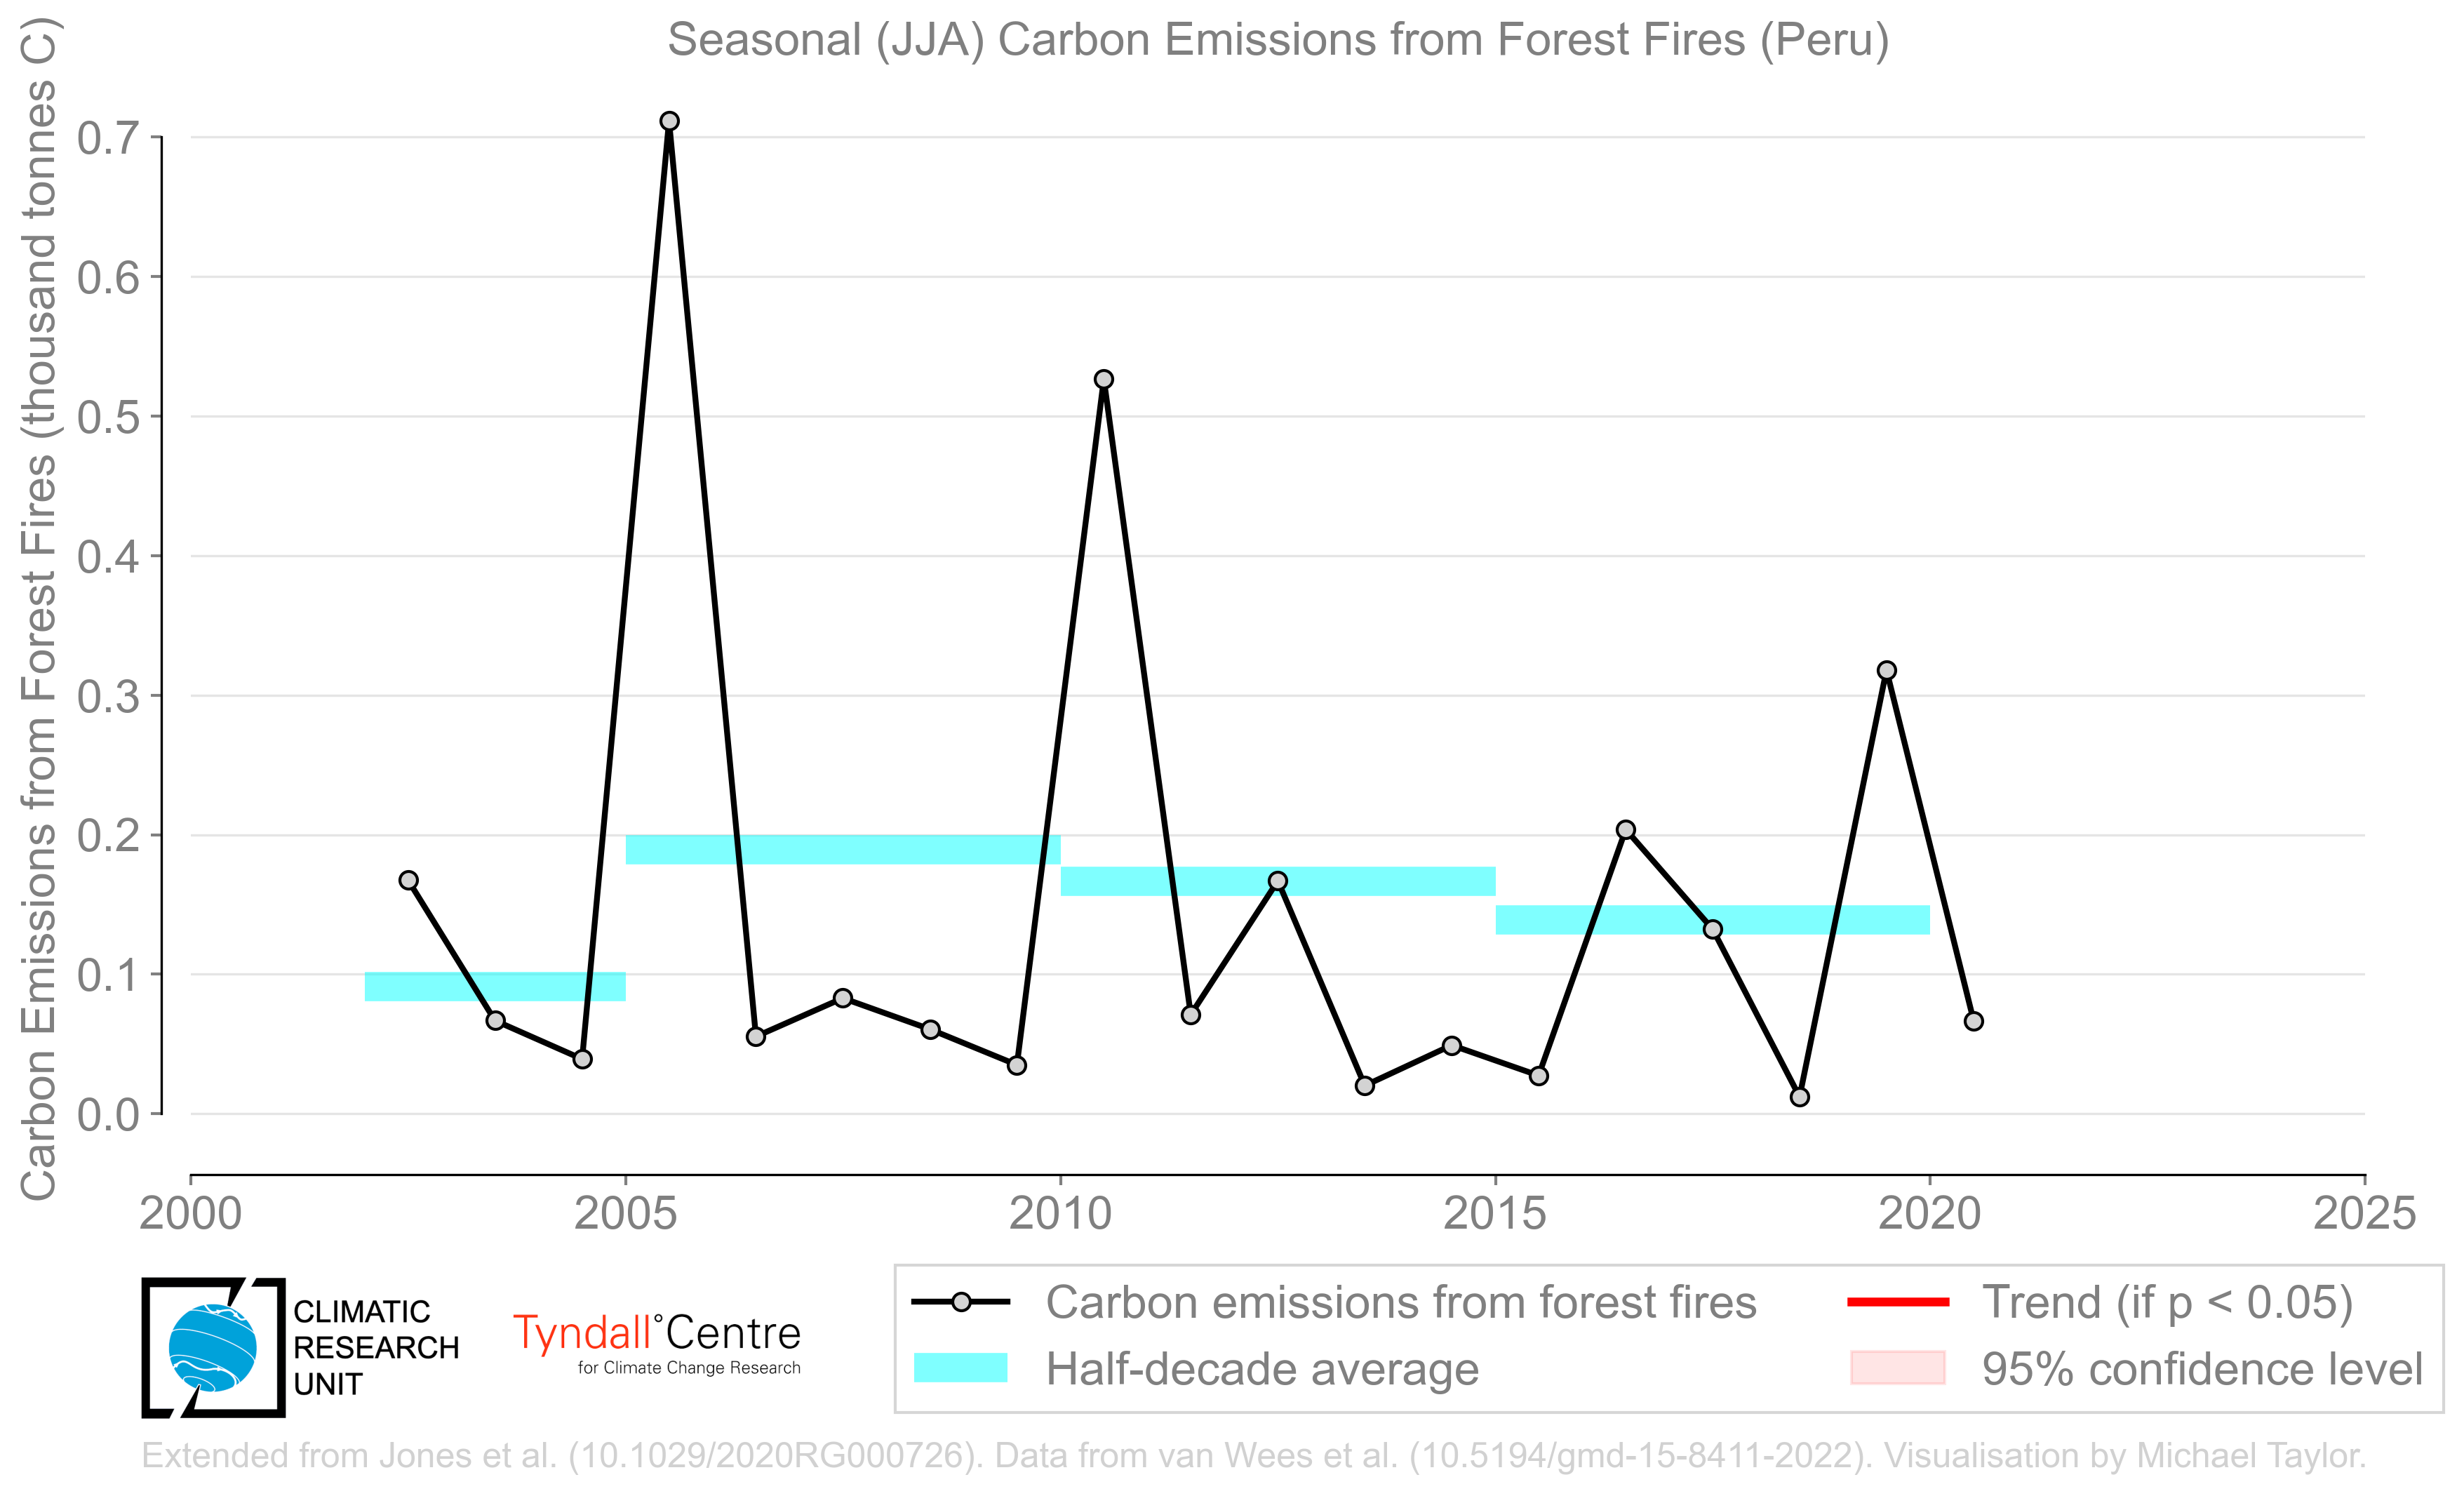 Seasonal (JJA) Carbon Emissions from Forest Fires (Peru)
Carbon Emissions from Forest Fires (thousand tonnes C)
0.7
0.6
0.5
0.4
0.3
0.2
0.1
0.0
2000 2005 2010 2015 2020 2025
Carbon emissions from forest fires
Half-decade average
Trend (if p < 0.05)
95% confidence level
CLIMATIC
RESEARCH
UNIT
Tyndall°Centre
for Climate Change Research
Extended from Jones et al. (10.1029/2020RG000726). Data from van Wees et al. (10.5194/gmd-15-8411-2022). Visualisation by Michael Taylor.